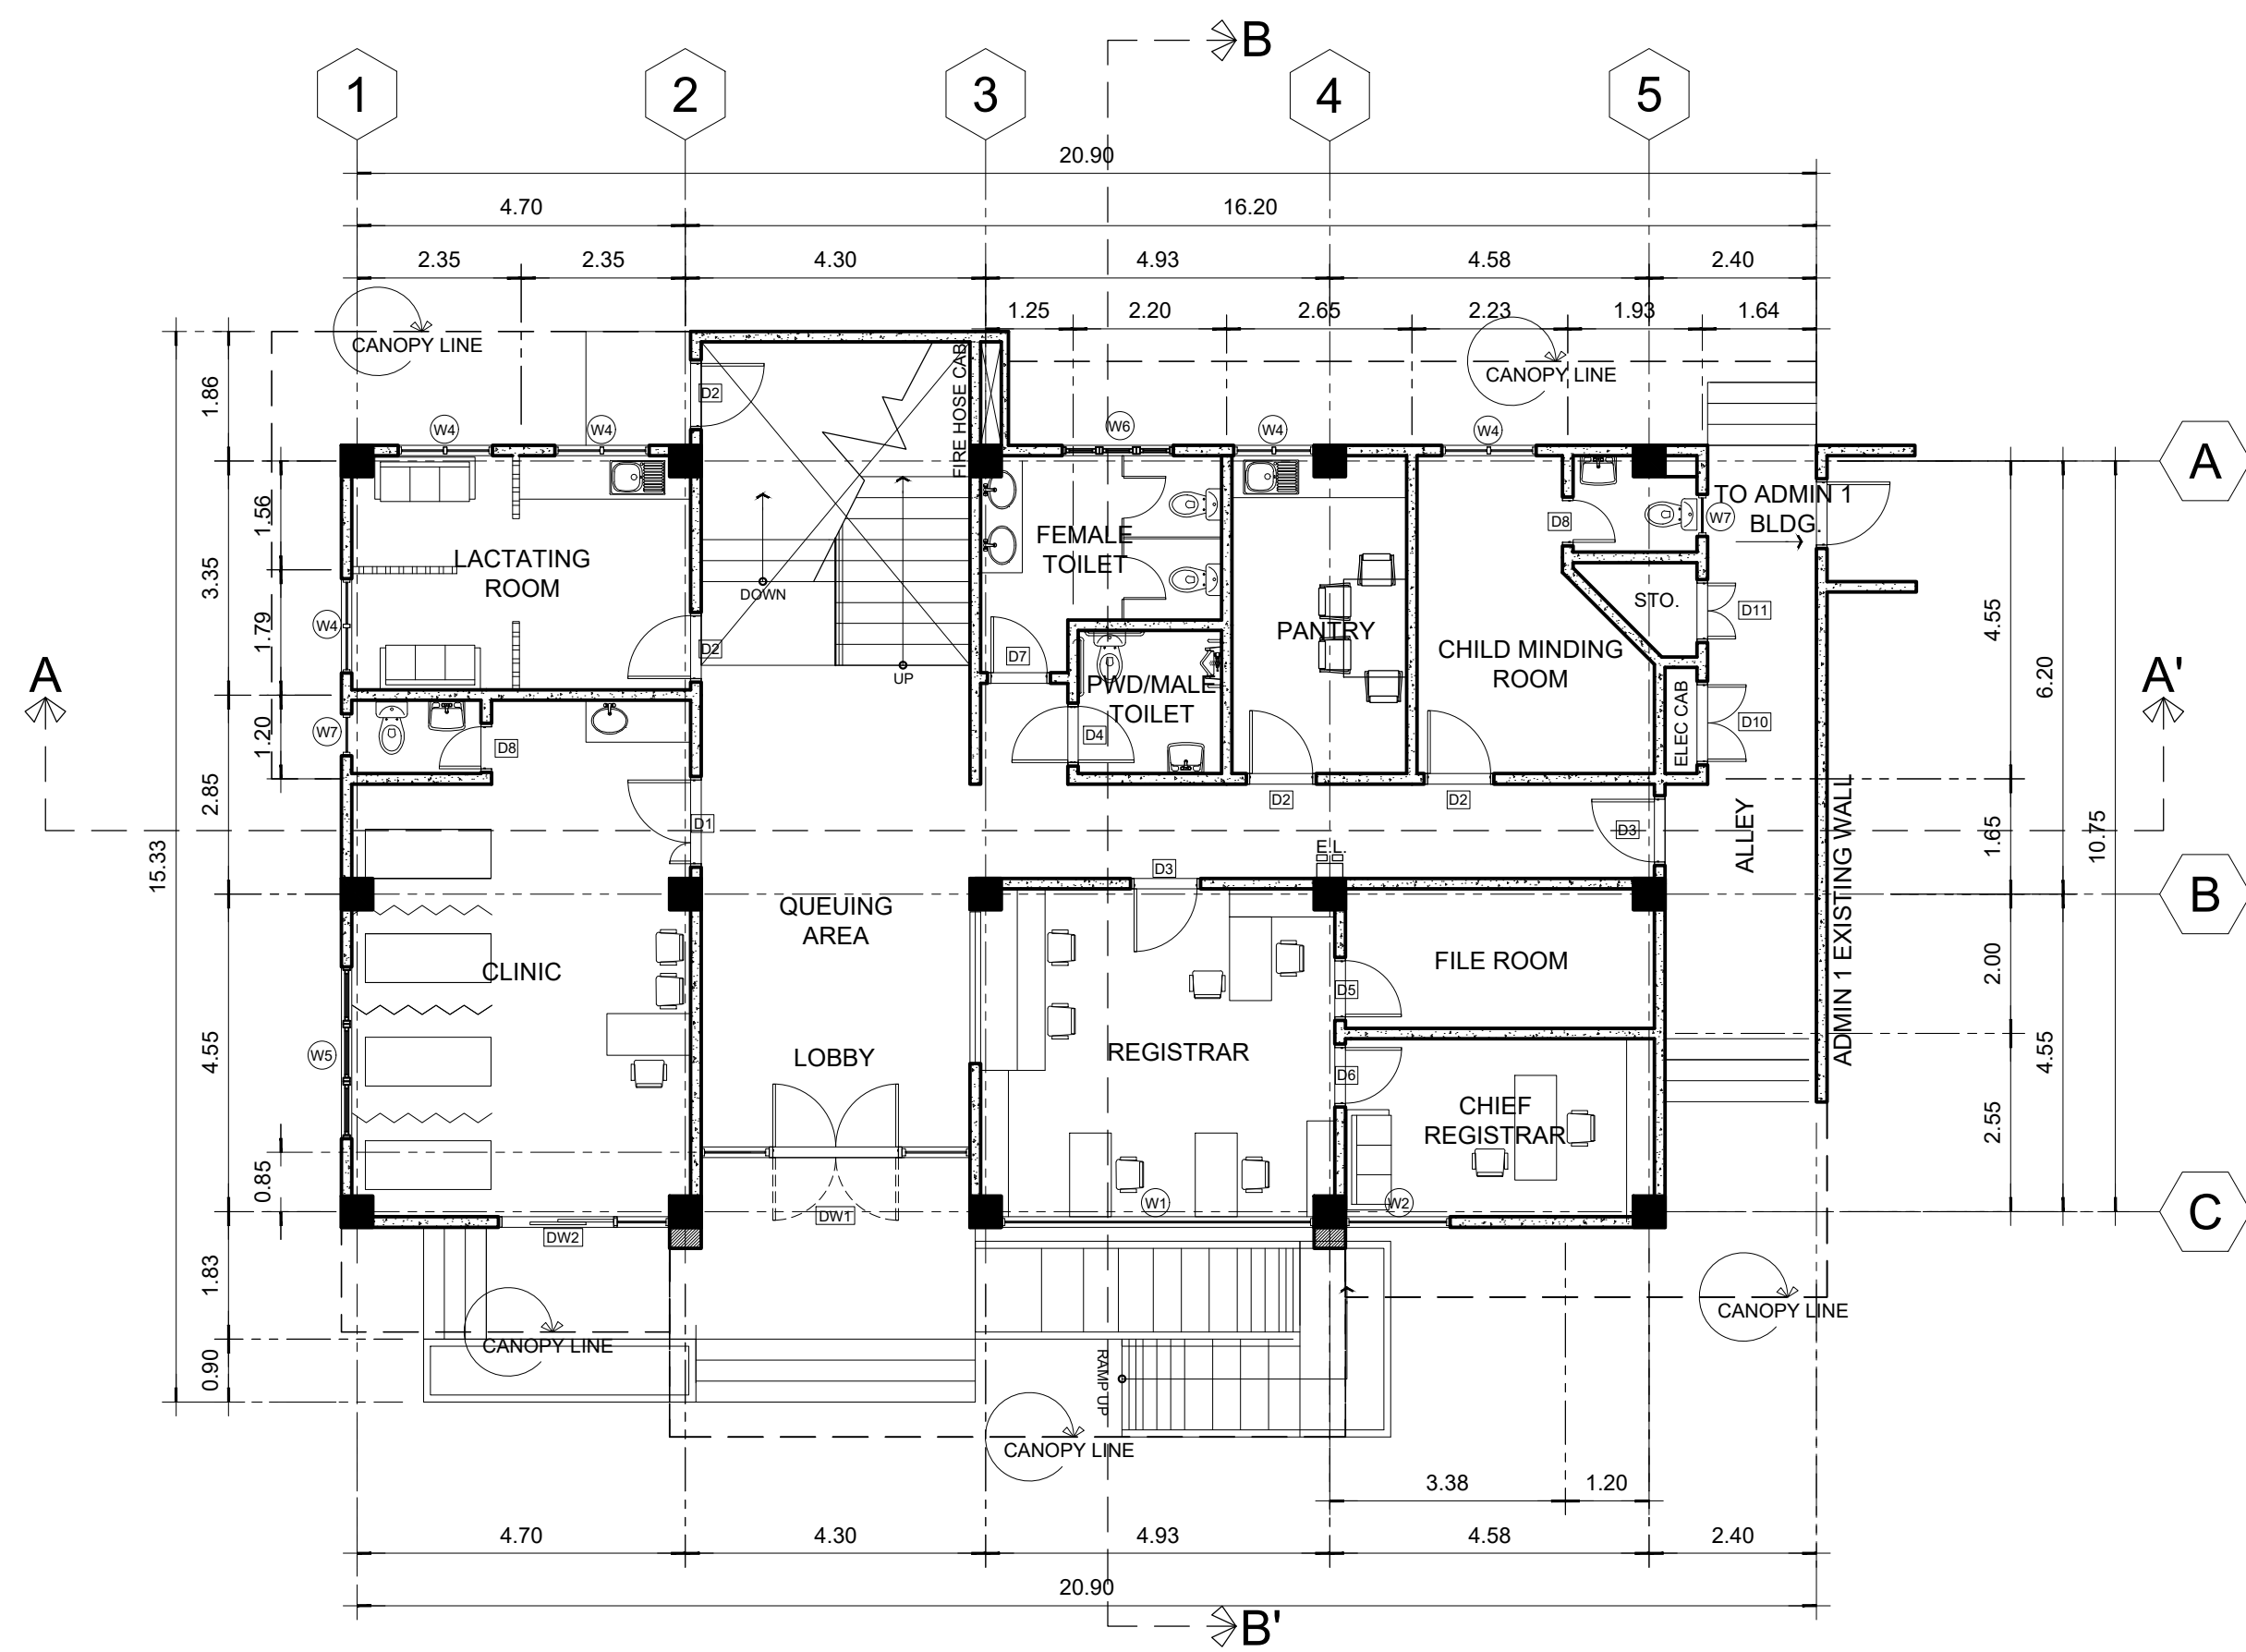 B
1
2
3
4
5
20.90
4.70
16.20
2.35
2.35
4.30
4.93
4.58
2.40
1.25
2.20
2.65
2.23
1.93
1.64
CANOPY LINE
CANOPY LINE
1.86
D2
FIRE HOSE CAB.
W4
W4
W6
W4
W4
A
1.56
3.35
1.79
LACTATING
ROOM
W4
DOWN
UP
D2
FEMALE
TOILET
D7
PANTRY
CHILD MINDING
ROOM
D8
W7
TO ADMIN 1
BLDG.
STO.
D11
4.55
6.20
A
A'
PWD/MALE
TOILET
D4
ELEC CAB
D10
1.20
W7
D8
2.85
D1
D2
D2
D3
ALLEY
ADMIN 1 EXISTING WALL
1.65
10.75
15.33
E.L.
D3
B
QUEUING
AREA
CLINIC
FILE ROOM
D5
2.00
W5
LOBBY
REGISTRAR
D6
4.55
4.55
CHIEF
REGISTRAR
2.55
0.85
W1
W2
DW1
DW2
C
1.83
CANOPY LINE
CANOPY LINE
0.90
RAMP UP
CANOPY LINE
3.38
1.20
4.70
4.30
4.93
4.58
2.40
20.90
B'